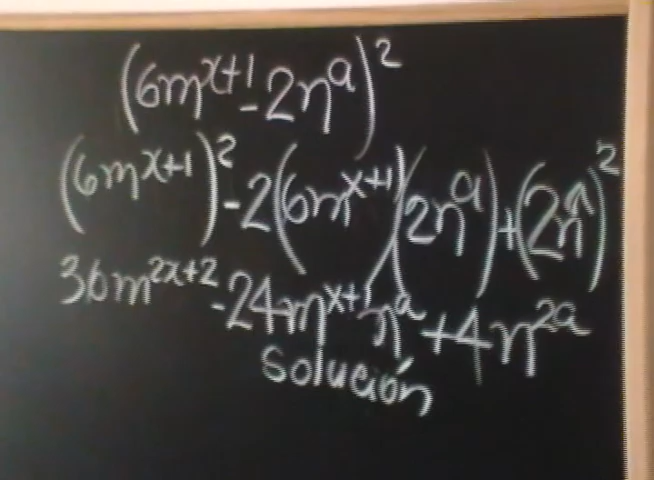 (6m^{x+1} - 2n^a)^2
(6m^{x+1})^2 - 2(6m^{x+1})(2n^a) + (2n^a)^2
36m^{2x+2} - 24m^{x+1}n^a + 4n^{2a}
Solución